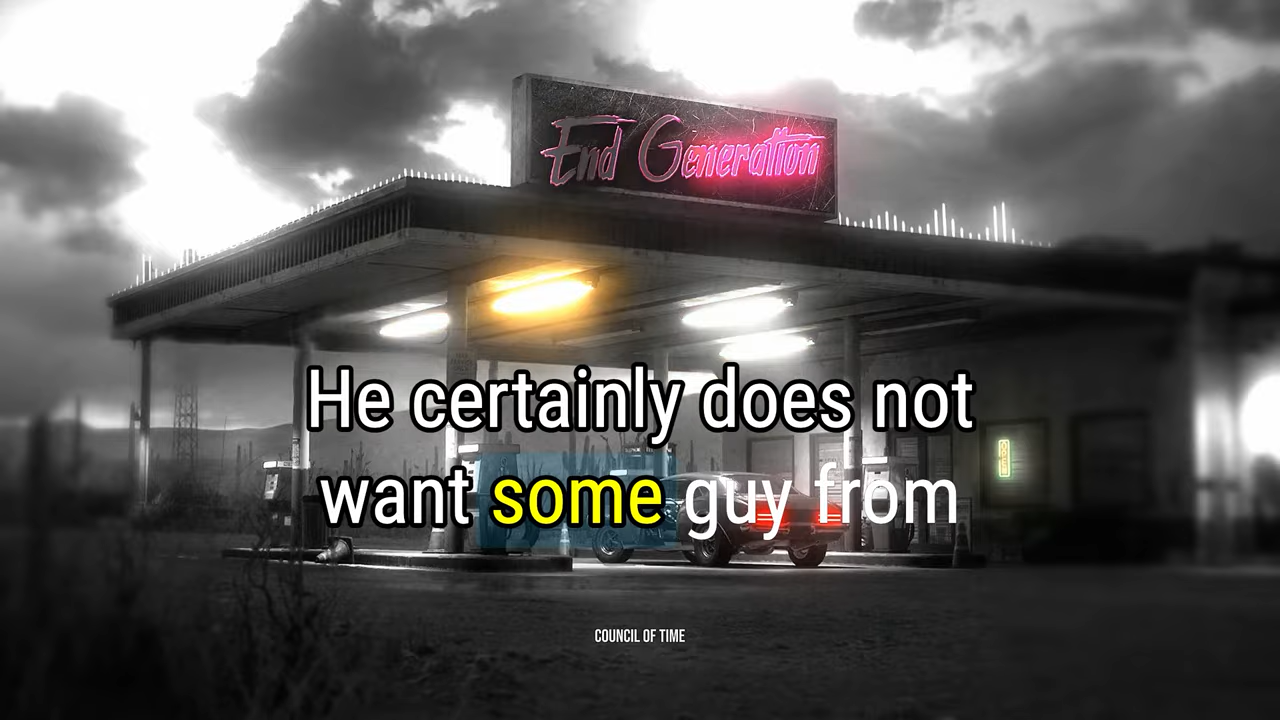 End Generation
He certainly does not
want some guy from
COUNCIL OF TIME